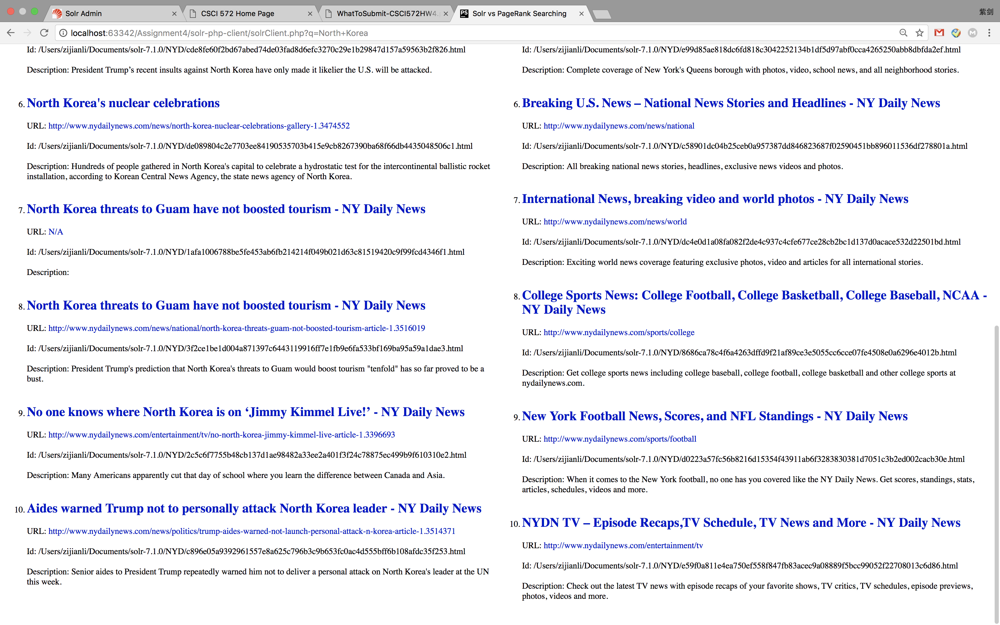 Solr Admin
CSCI 572 Home Page
WhatToSubmit-CSCI572HW4.
Solr vs PageRank Searching
紫剑
localhost:63342/Assignment4/solr-php-client/solrClient.php?q=North+Korea
Id: /Users/zijianli/Documents/solr-7.1.0/NYD/cde8fe60f2bd67abed74de03fad8d6efc3270c29e1b29847d157a59563b2f826.html
Description: President Trump’s recent insults against North Korea have only made it likelier the U.S. will be attacked.
6. North Korea's nuclear celebrations
URL: http://www.nydailynews.com/news/north-korea-nuclear-celebrations-gallery-1.3474552
Id: /Users/zijianli/Documents/solr-7.1.0/NYD/de089804c2e7703ee84190535703b415e9cb8267390ba68f66db4435048506c1.html
Description: Hundreds of people gathered in North Korea's capital to celebrate a hydrostatic test for the intercontinental ballistic rocket
installation, according to Korean Central News Agency, the state news agency of North Korea.
7. North Korea threats to Guam have not boosted tourism - NY Daily News
URL: N/A
Id: /Users/zijianli/Documents/solr-7.1.0/NYD/1afa1006788be5fe453ab6fb214214f049b021d63c81519420c9f99fcd4346f1.html
Description:
8. North Korea threats to Guam have not boosted tourism - NY Daily News
URL: http://www.nydailynews.com/news/national/north-korea-threats-guam-not-boosted-tourism-article-1.3516019
Id: /Users/zijianli/Documents/solr-7.1.0/NYD/3f2ce1be1d004a871397c6443119916ff7e1fb9e6fa533bf169ba95a59a1dae3.html
Description: President Trump's prediction that North Korea's threats to Guam would boost tourism "tenfold" has so far proved to be a
bust.
9. No one knows where North Korea is on ‘Jimmy Kimmel Live!’ - NY Daily News
URL: http://www.nydailynews.com/entertainment/tv/no-north-korea-jimmy-kimmel-live-article-1.3396693
Id: /Users/zijianli/Documents/solr-7.1.0/NYD/2c5c6f7755b48cb137d1ae98482a33ee2a401f3f24c78875ec499b9f610310e2.html
Description: Many Americans apparently cut that day of school where you learn the difference between Canada and Asia.
10. Aides warned Trump not to personally attack North Korea leader - NY Daily News
URL: http://www.nydailynews.com/news/politics/trump-aides-warned-not-launch-personal-attack-n-korea-article-1.3514371
Id: /Users/zijianli/Documents/solr-7.1.0/NYD/c896e05a9392961557e8a625c796b3c9b653fc0ac4d555bff6b108afdc35f253.html
Description: Senior aides to President Trump repeatedly warned him not to deliver a personal attack on North Korea's leader at the UN
this week.
Id: /Users/zijianli/Documents/solr-7.1.0/NYD/e99d85ae818dc6fd818c3042252134b1df5d97abf0cca4265250abb8dbfda2ef.html
Description: Complete coverage of New York's Queens borough with photos, video, school news, and all neighborhood stories.
6. Breaking U.S. News – National News Stories and Headlines - NY Daily News
URL: http://www.nydailynews.com/news/national
Id: /Users/zijianli/Documents/solr-7.1.0/NYD/c58901dc04b25ceb0a957387dd846823687f02590451bb896011536df278801a.html
Description: All breaking national news stories, headlines, exclusive news videos and photos.
7. International News, breaking video and world photos - NY Daily News
URL: http://www.nydailynews.com/news/world
Id: /Users/zijianli/Documents/solr-7.1.0/NYD/dc4e0d1a08fa082f2de4c937c4cfe677ce28cb2bc1d137d0acace532d22501bd.html
Description: Exciting world news coverage featuring exclusive photos, video and articles for all international stories.
8. College Sports News: College Football, College Basketball, College Baseball, NCAA -
NY Daily News
URL: http://www.nydailynews.com/sports/college
Id: /Users/zijianli/Documents/solr-7.1.0/NYD/8686ca78c4f6a4263dffd9f21af89ce3e5055cc6cce07fe4508e0a6296e4012b.html
Description: Get college sports news including college baseball, college football, college basketball and other college sports at
nydailynews.com.
9. New York Football News, Scores, and NFL Standings - NY Daily News
URL: http://www.nydailynews.com/sports/football
Id: /Users/zijianli/Documents/solr-7.1.0/NYD/d0223a57fc56b8216d15354f43911ab6f3283830381d7051c3b2ed002cacb30e.html
Description: When it comes to the New York football, no one has you covered like the NY Daily News. Get scores, standings, stats,
articles, schedules, videos and more.
10. NYDN TV – Episode Recaps,TV Schedule, TV News and More - NY Daily News
URL: http://www.nydailynews.com/entertainment/tv
Id: /Users/zijianli/Documents/solr-7.1.0/NYD/e59f0a811e4ea750ef558f847fb83acec9a08889f5bcc99052f22708013c6d86.html
Description: Check out the latest TV news with episode recaps of your favorite shows, TV critics, TV schedules, episode previews,
photos, videos and more.